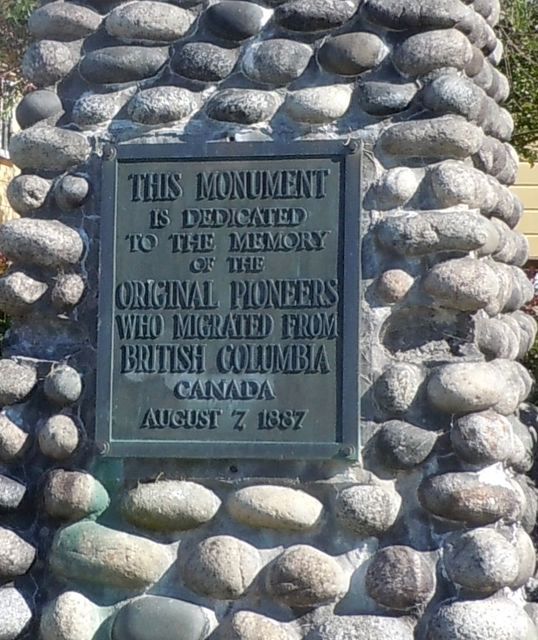 THIS MONUMENT
IS DEDICATED
TO THE MEMORY
OF THE
ORIGINAL PIONEERS
WHO MIGRATED FROM
BRITISH COLUMBIA
CANADA
AUGUST 7, 1887